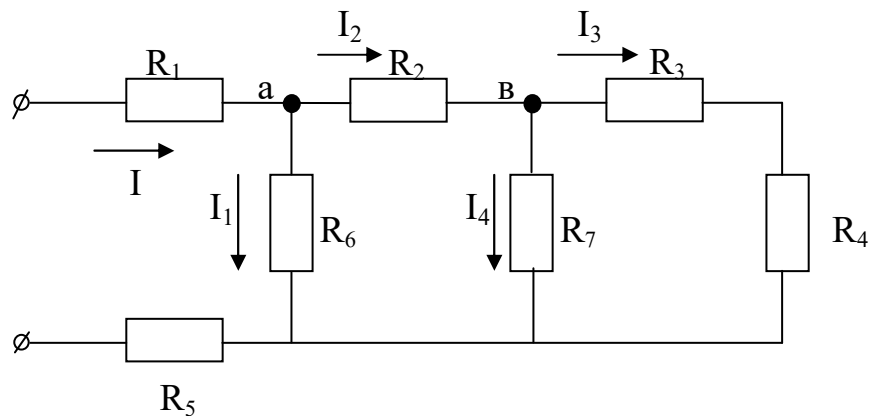 I₂ I₃
R₁ а R₂ в R₃
I I₁ R₆ I₄ R₇ R₄
R₅